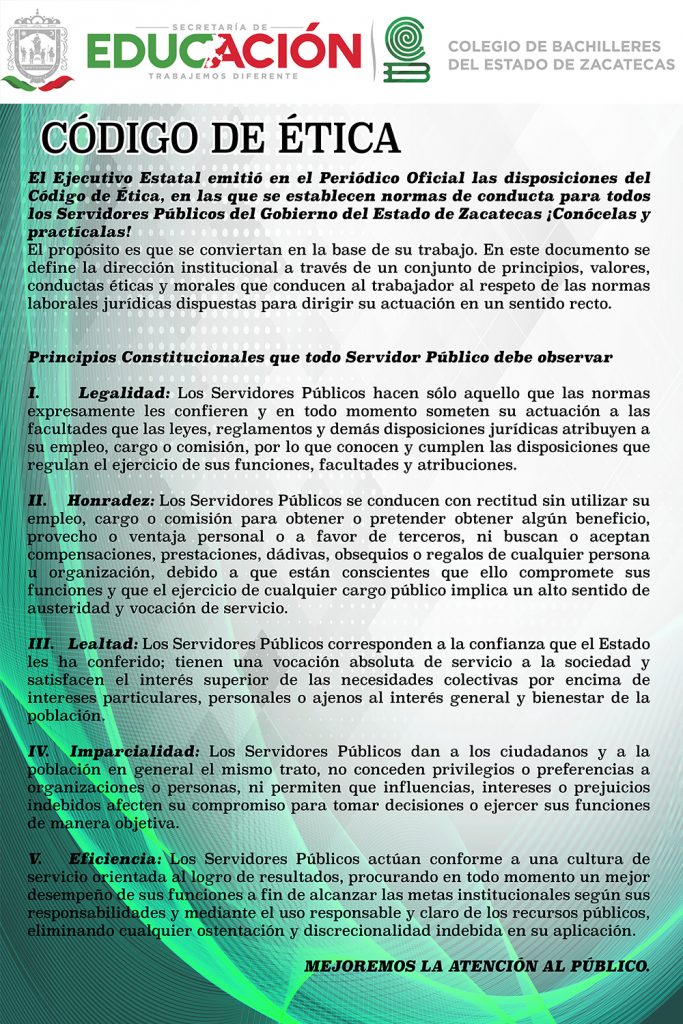 SECRETARÍA DE
EDUCACIÓN
TRABAJEMOS DIFERENTE
COLEGIO DE BACHILLERES
DEL ESTADO DE ZACATECAS
CÓDIGO DE ÉTICA
El Ejecutivo Estatal emitió en el Periódico Oficial las disposiciones del
Código de Ética, en las que se establecen normas de conducta para todos
los Servidores Públicos del Gobierno del Estado de Zacatecas ¡Conócelas y
practícalas!
El propósito es que se conviertan en la base de su trabajo. En este documento se
define la dirección institucional a través de un conjunto de principios, valores,
conductas éticas y morales que conducen al trabajador al respeto de las normas
laborales jurídicas dispuestas para dirigir su actuación en un sentido recto.
Principios Constitucionales que todo Servidor Público debe observar
I. Legalidad: Los Servidores Públicos hacen sólo aquello que las normas
expresamente les confieren y en todo momento someten su actuación a las
facultades que las leyes, reglamentos y demás disposiciones jurídicas atribuyen a
su empleo, cargo o comisión, por lo que conocen y cumplen las disposiciones que
regulan el ejercicio de sus funciones, facultades y atribuciones.
II. Honradez: Los Servidores Públicos se conducen con rectitud sin utilizar su
empleo, cargo o comisión para obtener o pretender obtener algún beneficio,
provecho o ventaja personal o a favor de terceros, ni buscan o aceptan
compensaciones, prestaciones, dádivas, obsequios o regalos de cualquier persona
u organización, debido a que están conscientes que ello compromete sus
funciones y que el ejercicio de cualquier cargo público implica un alto sentido de
austeridad y vocación de servicio.
III. Lealtad: Los Servidores Públicos corresponden a la confianza que el Estado
les ha conferido; tienen una vocación absoluta de servicio a la sociedad y
satisfacen el interés superior de las necesidades colectivas por encima de
intereses particulares, personales o ajenos al interés general y bienestar de la
población.
IV. Imparcialidad: Los Servidores Públicos dan a los ciudadanos y a la
población en general el mismo trato, no conceden privilegios o preferencias a
organizaciones o personas, ni permiten que influencias, intereses o prejuicios
indebidos afecten su compromiso para tomar decisiones o ejercer sus funciones
de manera objetiva.
V. Eficiencia: Los Servidores Públicos actúan conforme a una cultura de
servicio orientada al logro de resultados, procurando en todo momento un mejor
desempeño de sus funciones a fin de alcanzar las metas institucionales según sus
responsabilidades y mediante el uso responsable y claro de los recursos públicos,
eliminando cualquier ostentación y discrecionalidad indebida en su aplicación.
MEJOREMOS LA ATENCIÓN AL PÚBLICO.